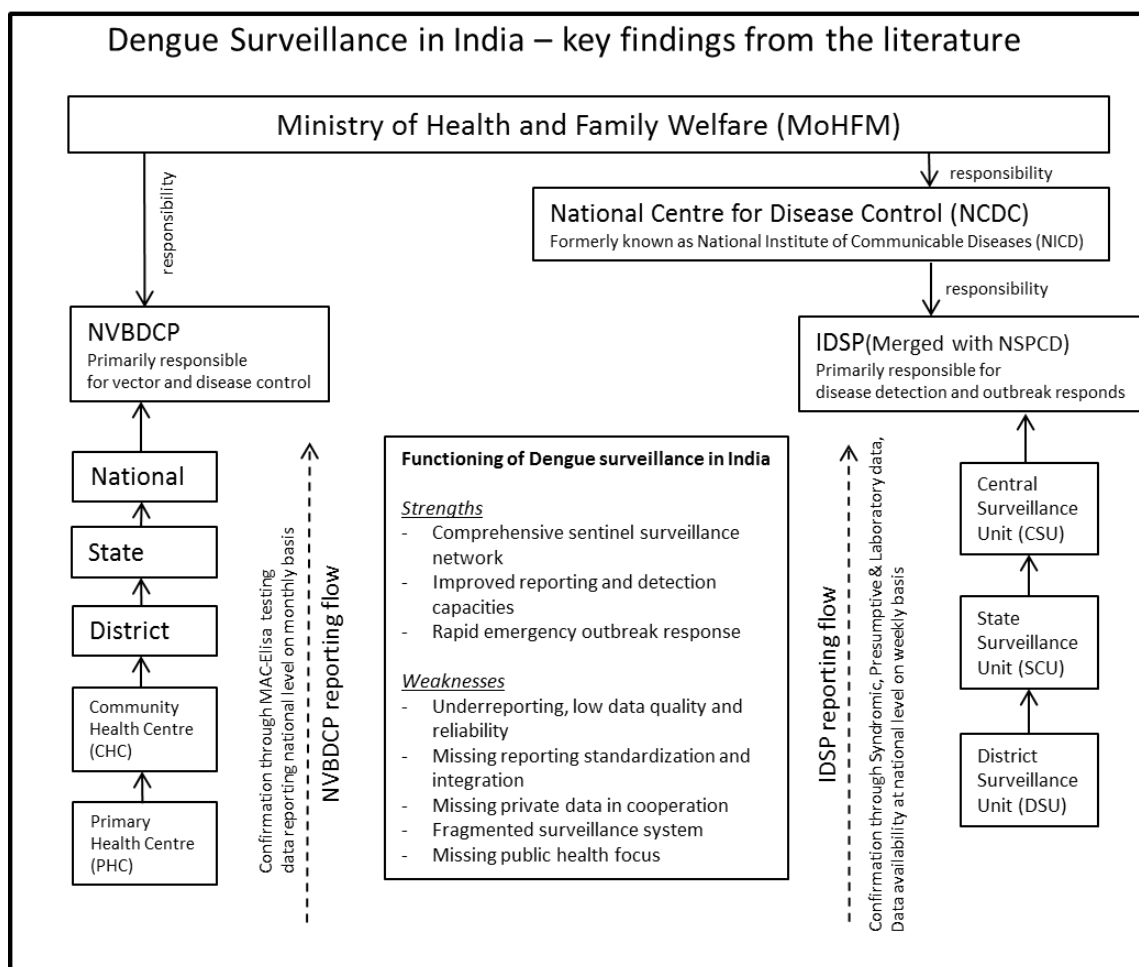 Dengue Surveillance in India – key findings from the literature
Ministry of Health and Family Welfare (MoHFM)
responsibility
responsibility
National Centre for Disease Control (NCDC)
Formerly known as National Institute of Communicable Diseases (NICD)
responsibility
NVBDCP
Primarily responsible
for vector and disease control
IDSP(Merged with NSPCD)
Primarily responsible for
disease detection and outbreak responds
National
State
District
Community
Health Centre
(CHC)
Primary
Health Centre
(PHC)
Confirmation through MAC-Elisa testing
data reporting national level on monthly basis
NVBDCP reporting flow
Functioning of Dengue surveillance in India
Strengths
- Comprehensive sentinel surveillance
network
- Improved reporting and detection
capacities
- Rapid emergency outbreak response
Weaknesses
- Underreporting, low data quality and
reliability
- Missing reporting standardization and
integration
- Missing private data in cooperation
- Fragmented surveillance system
- Missing public health focus
IDSP reporting flow
Confirmation through Syndromic, Presumptive & Laboratory data,
Data availability at national level on weekly basis
Central
Surveillance
Unit (CSU)
State
Surveillance
Unit (SCU)
District
Surveillance
Unit (DSU)